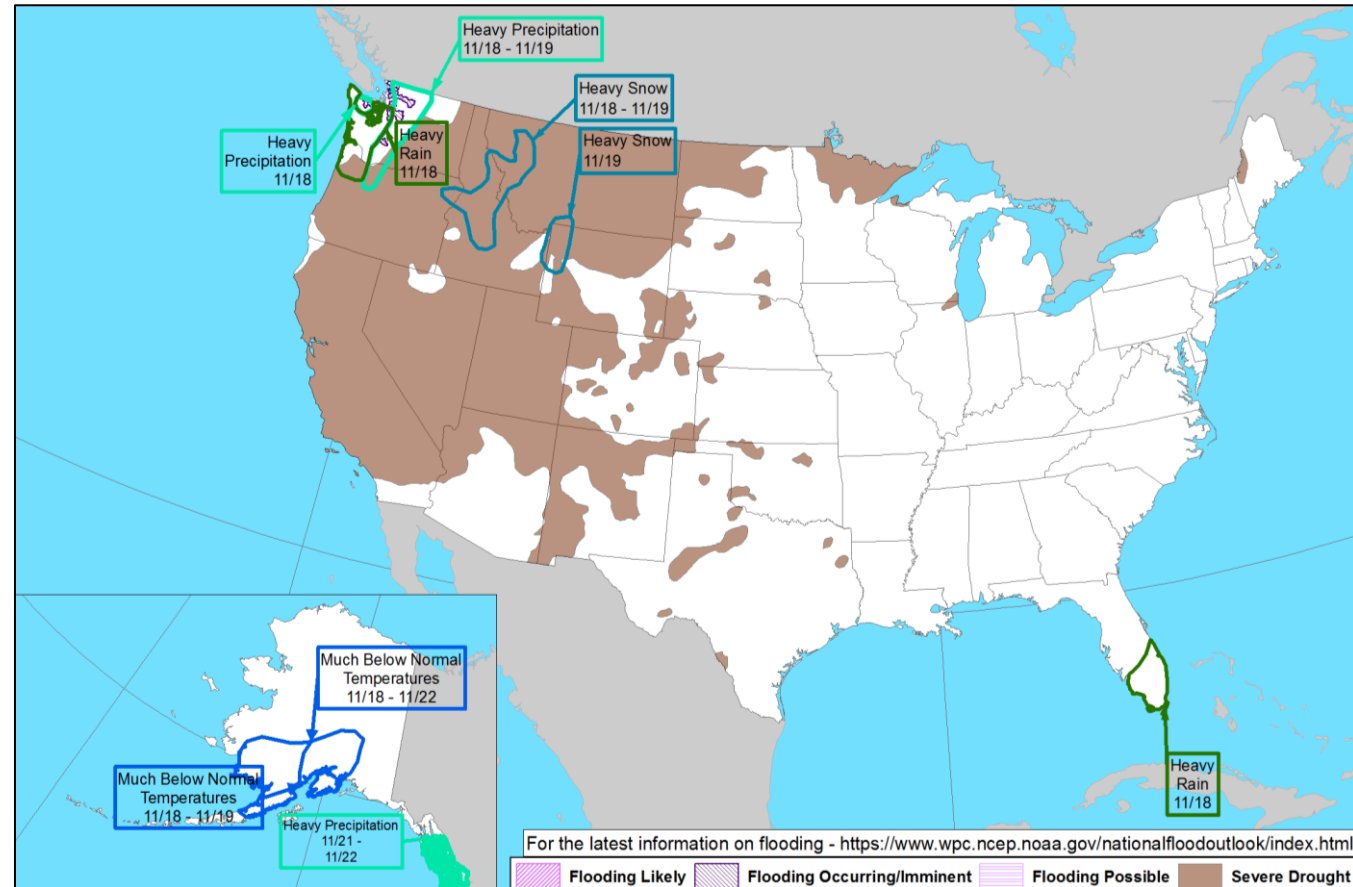 Heavy Precipitation
11/18 - 11/19
Heavy Snow
11/18 - 11/19
Heavy Snow
11/19
Heavy
Precipitation
11/18
Heavy
Rain
11/18
Much Below Normal
Temperatures
11/18 - 11/22
Much Below Normal
Temperatures
11/18 - 11/19
Heavy Precipitation
11/21 -
11/22
Heavy
Rain
11/18
For the latest information on flooding - https://www.wpc.ncep.noaa.gov/nationalfloodoutlook/index.html
Flooding Likely
Flooding Occurring/Imminent
Flooding Possible
Severe Drought